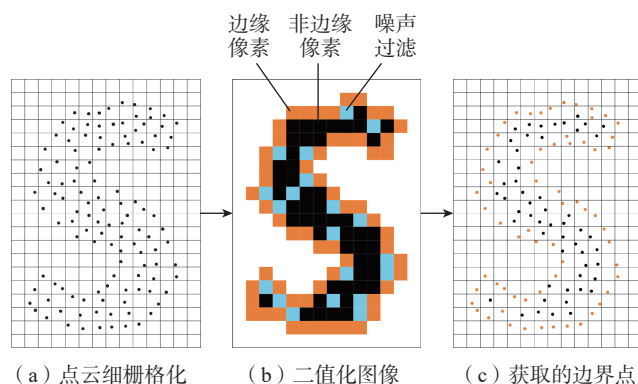 边缘 非边缘 噪声
像素 像素 过滤
（a）点云细栅格化 （b）二值化图像 （c）获取的边界点